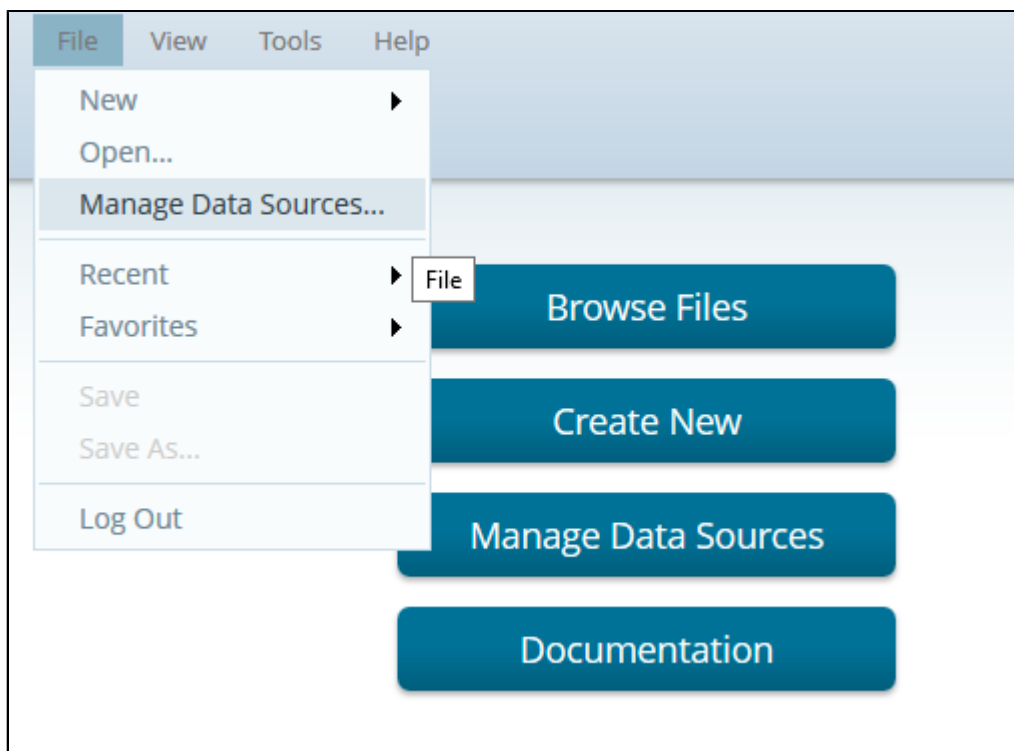 File View Tools Help
New
Open...
Manage Data Sources...
Recent
File
Favorites
Save
Save As...
Log Out
Browse Files
Create New
Manage Data Sources
Documentation